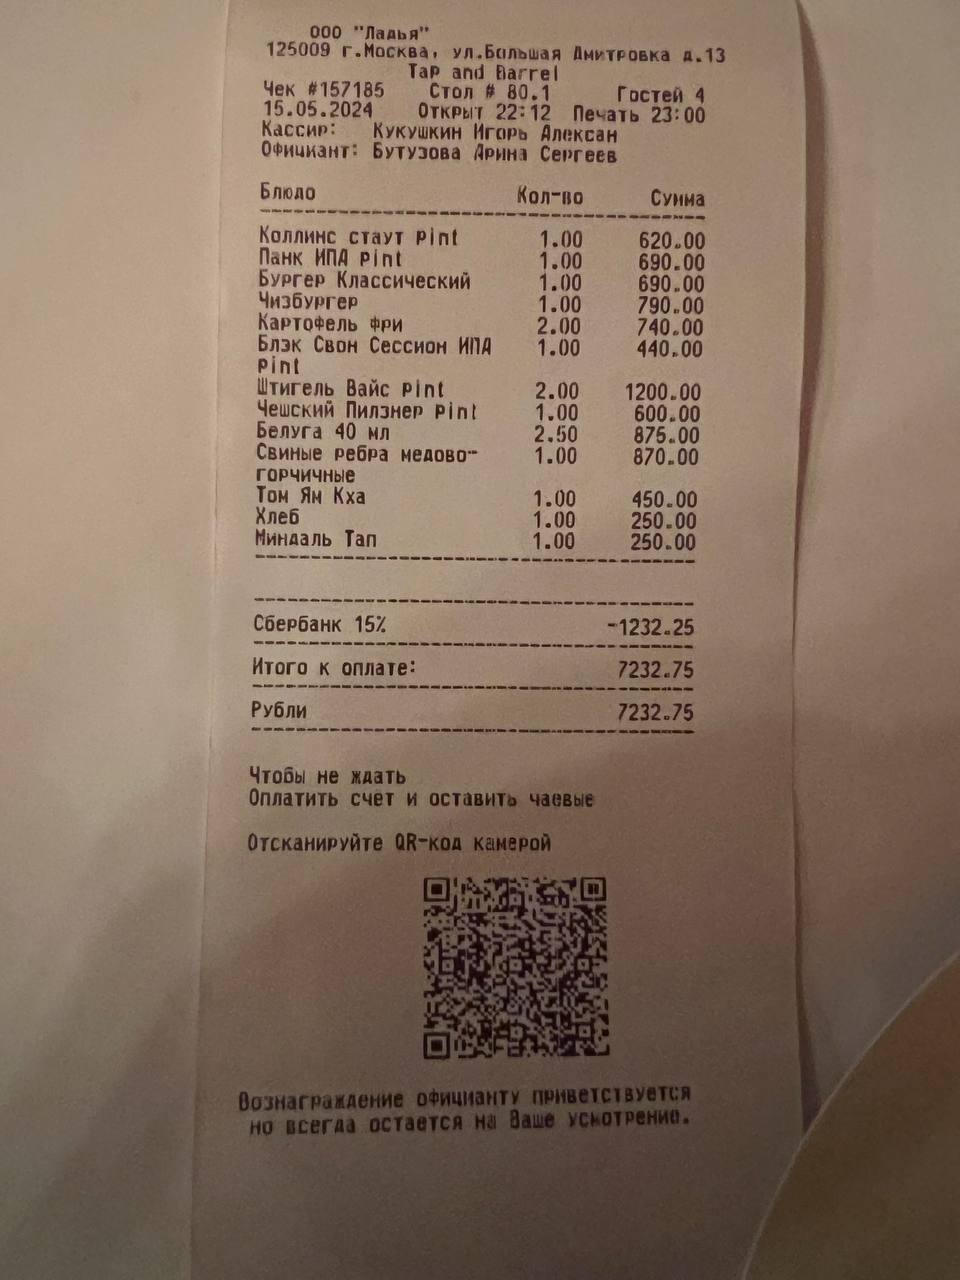 ООО "Ладья"
125009 г.Москва, ул.Большая Дмитровка д.13
Tap and Barrel
Чек #157185 Стол # 80.1 Гостей 4
15.05.2024 Открыт 22:12 Печать 23:00
Кассир: Кукушкин Игорь Алексан
Официант: Бутузова Арина Сергеев
Блюдо Кол-во Сумма
Коллинс стаут pint 1.00 620.00
Панк ИПА pint 1.00 690.00
Бургер Классический 1.00 690.00
Чизбургер 1.00 790.00
Картофель фри 2.00 740.00
Блэк Свон Сессион ИПА 1.00 440.00
pint
Штигель Вайс pint 2.00 1200.00
Чешский Пилзнер pint 1.00 600.00
Белуга 40 мл 2.50 875.00
Свиные ребра медово- 1.00 870.00
горчичные
Том Ям Кха 1.00 450.00
Хлеб 1.00 250.00
Миндаль Тап 1.00 250.00
Сбербанк 15% -1232.25
Итого к оплате: 7232.75
Рубли 7232.75
Чтобы не ждать
Оплатить счет и оставить чаевые
Отсканируйте QR-код камерой
Вознаграждение официанту приветствуется
но всегда остается на Ваше усмотрение.